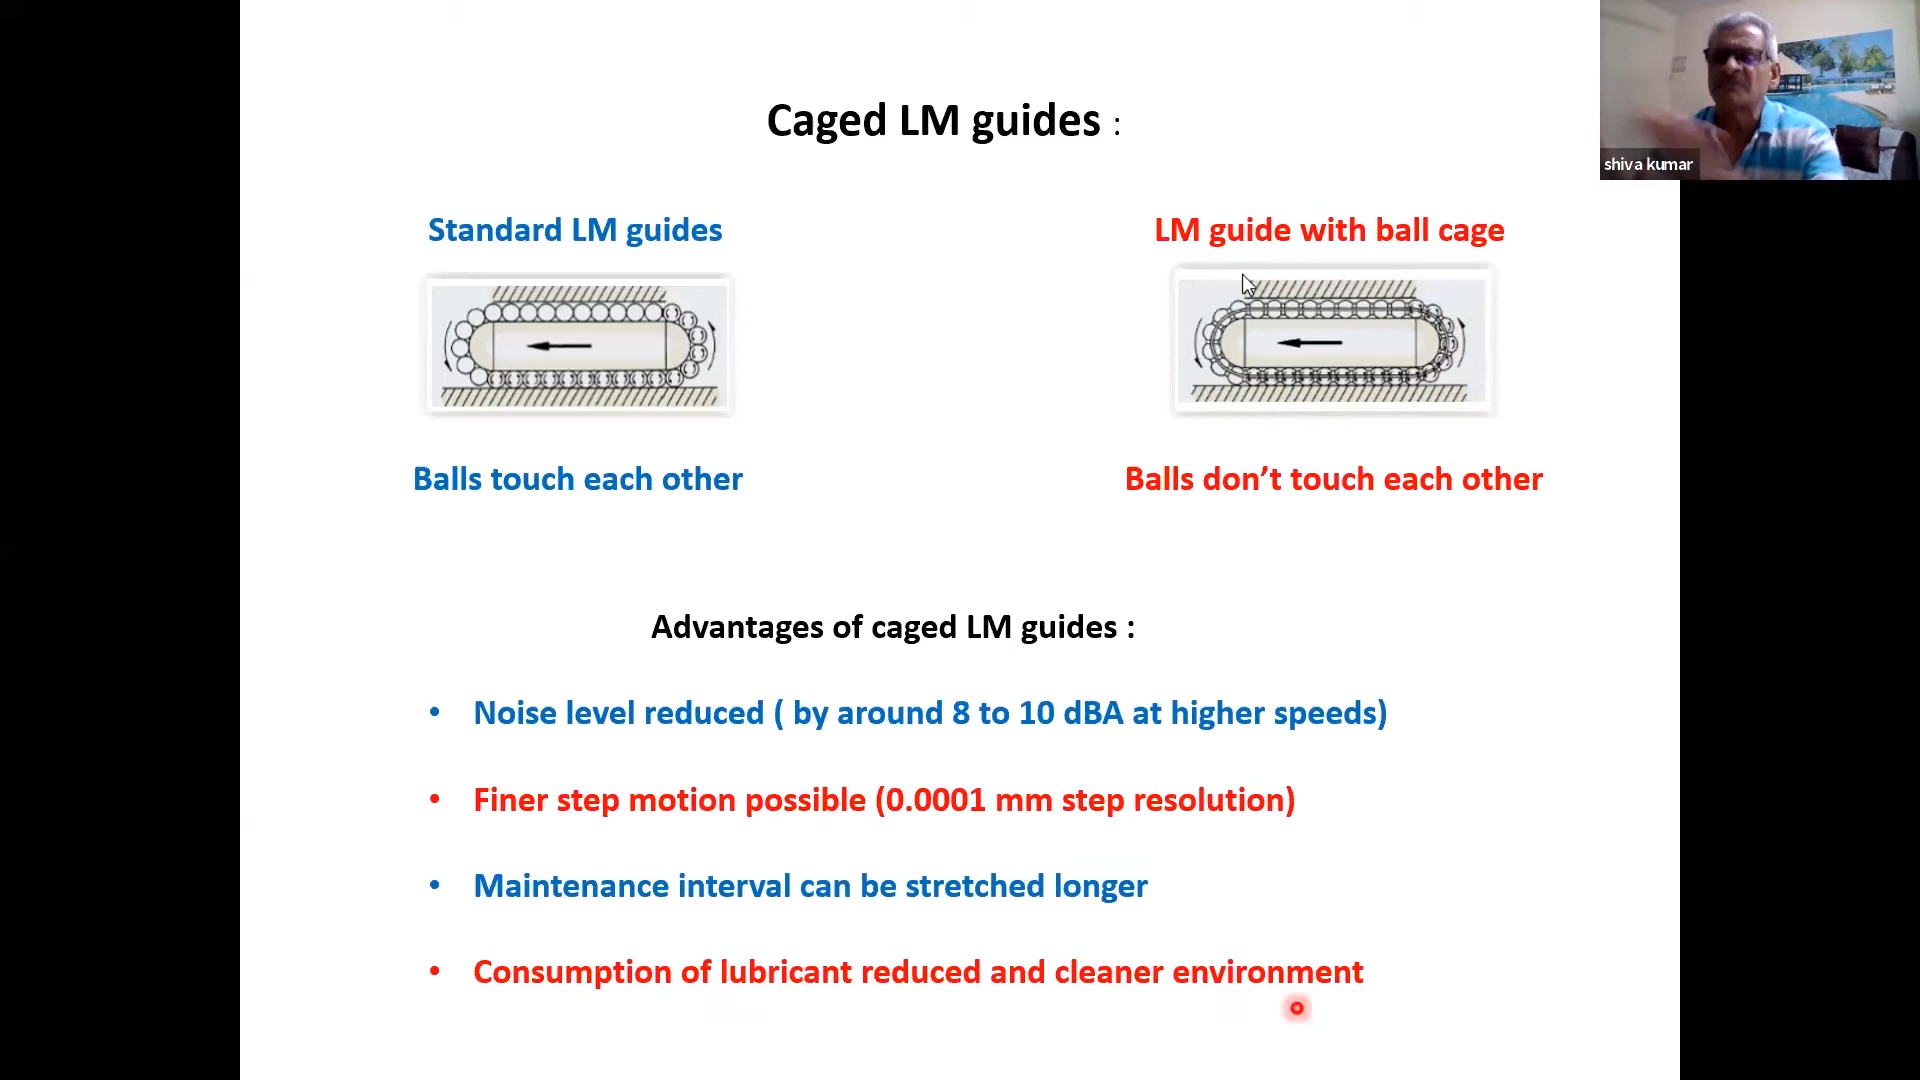 Caged LM guides :
shiva kumar
Standard LM guides
LM guide with ball cage
Balls touch each other
Balls don’t touch each other
Advantages of caged LM guides :
• Noise level reduced ( by around 8 to 10 dBA at higher speeds)
• Finer step motion possible (0.0001 mm step resolution)
• Maintenance interval can be stretched longer
• Consumption of lubricant reduced and cleaner environment